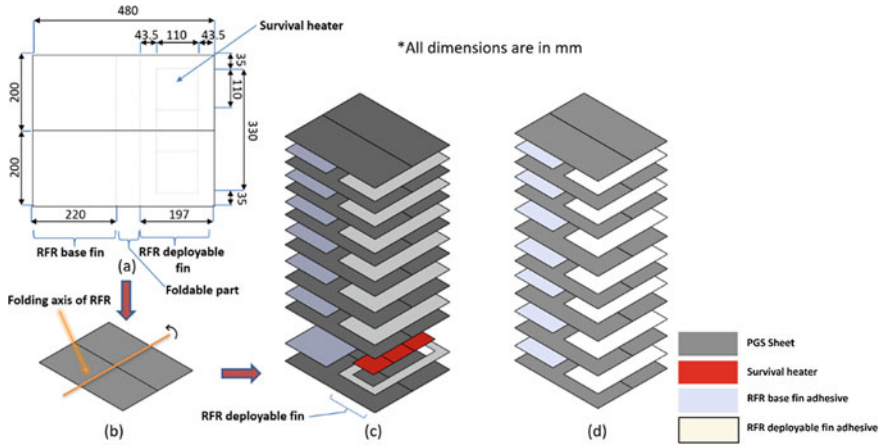 480
43.5 110 43.5
Survival heater
*All dimensions are in mm
35
110
200
330
200
35
220
197
RFR base fin
RFR deployable
fin
(a)
Foldable part
Folding axis of RFR
(b)
RFR deployable fin
(c)
(d)
PGS Sheet
Survival heater
RFR base fin adhesive
RFR deployable fin adhesive